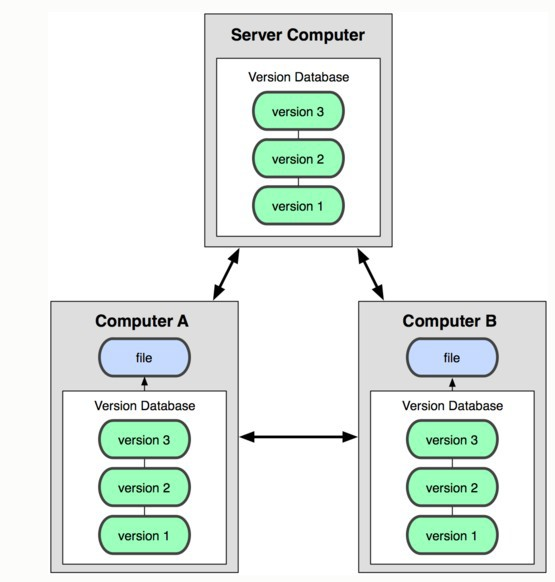 Server Computer
Version Database
version 3
version 2
version 1
Computer A
file
Version Database
version 3
version 2
version 1
Computer B
file
Version Database
version 3
version 2
version 1